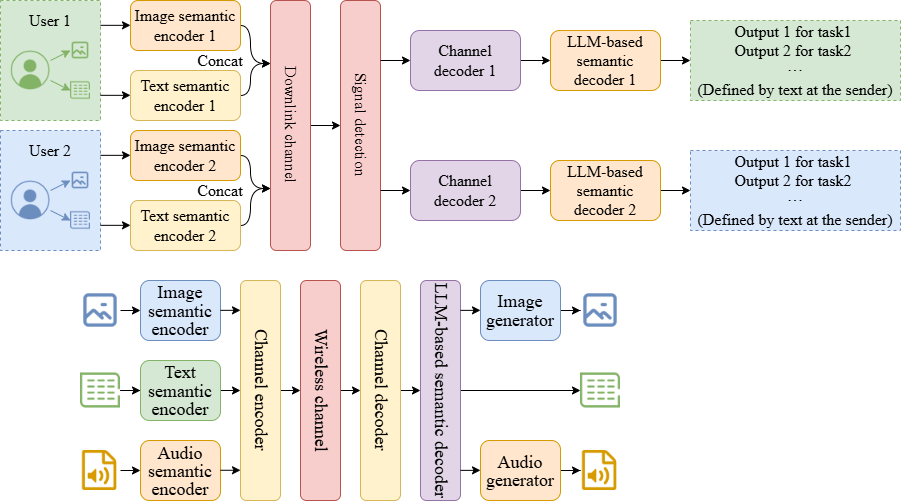 User 1
Image semantic
encoder 1
Concat
Text semantic
encoder 1
User 2
Image semantic
encoder 2
Concat
Text semantic
encoder 2
Downlink channel
Signal detection
Channel
decoder 1
LLM-based
semantic
decoder 1
Output 1 for task1
Output 2 for task2
...
(Defined by text at the sender)
Channel
decoder 2
LLM-based
semantic
decoder 2
Output 1 for task1
Output 2 for task2
...
(Defined by text at the sender)
Image
semantic
encoder
Text
semantic
encoder
Audio
semantic
encoder
Channel encoder
Wireless channel
Channel decoder
LLM-based semantic decoder
Image
generator
Audio
generator